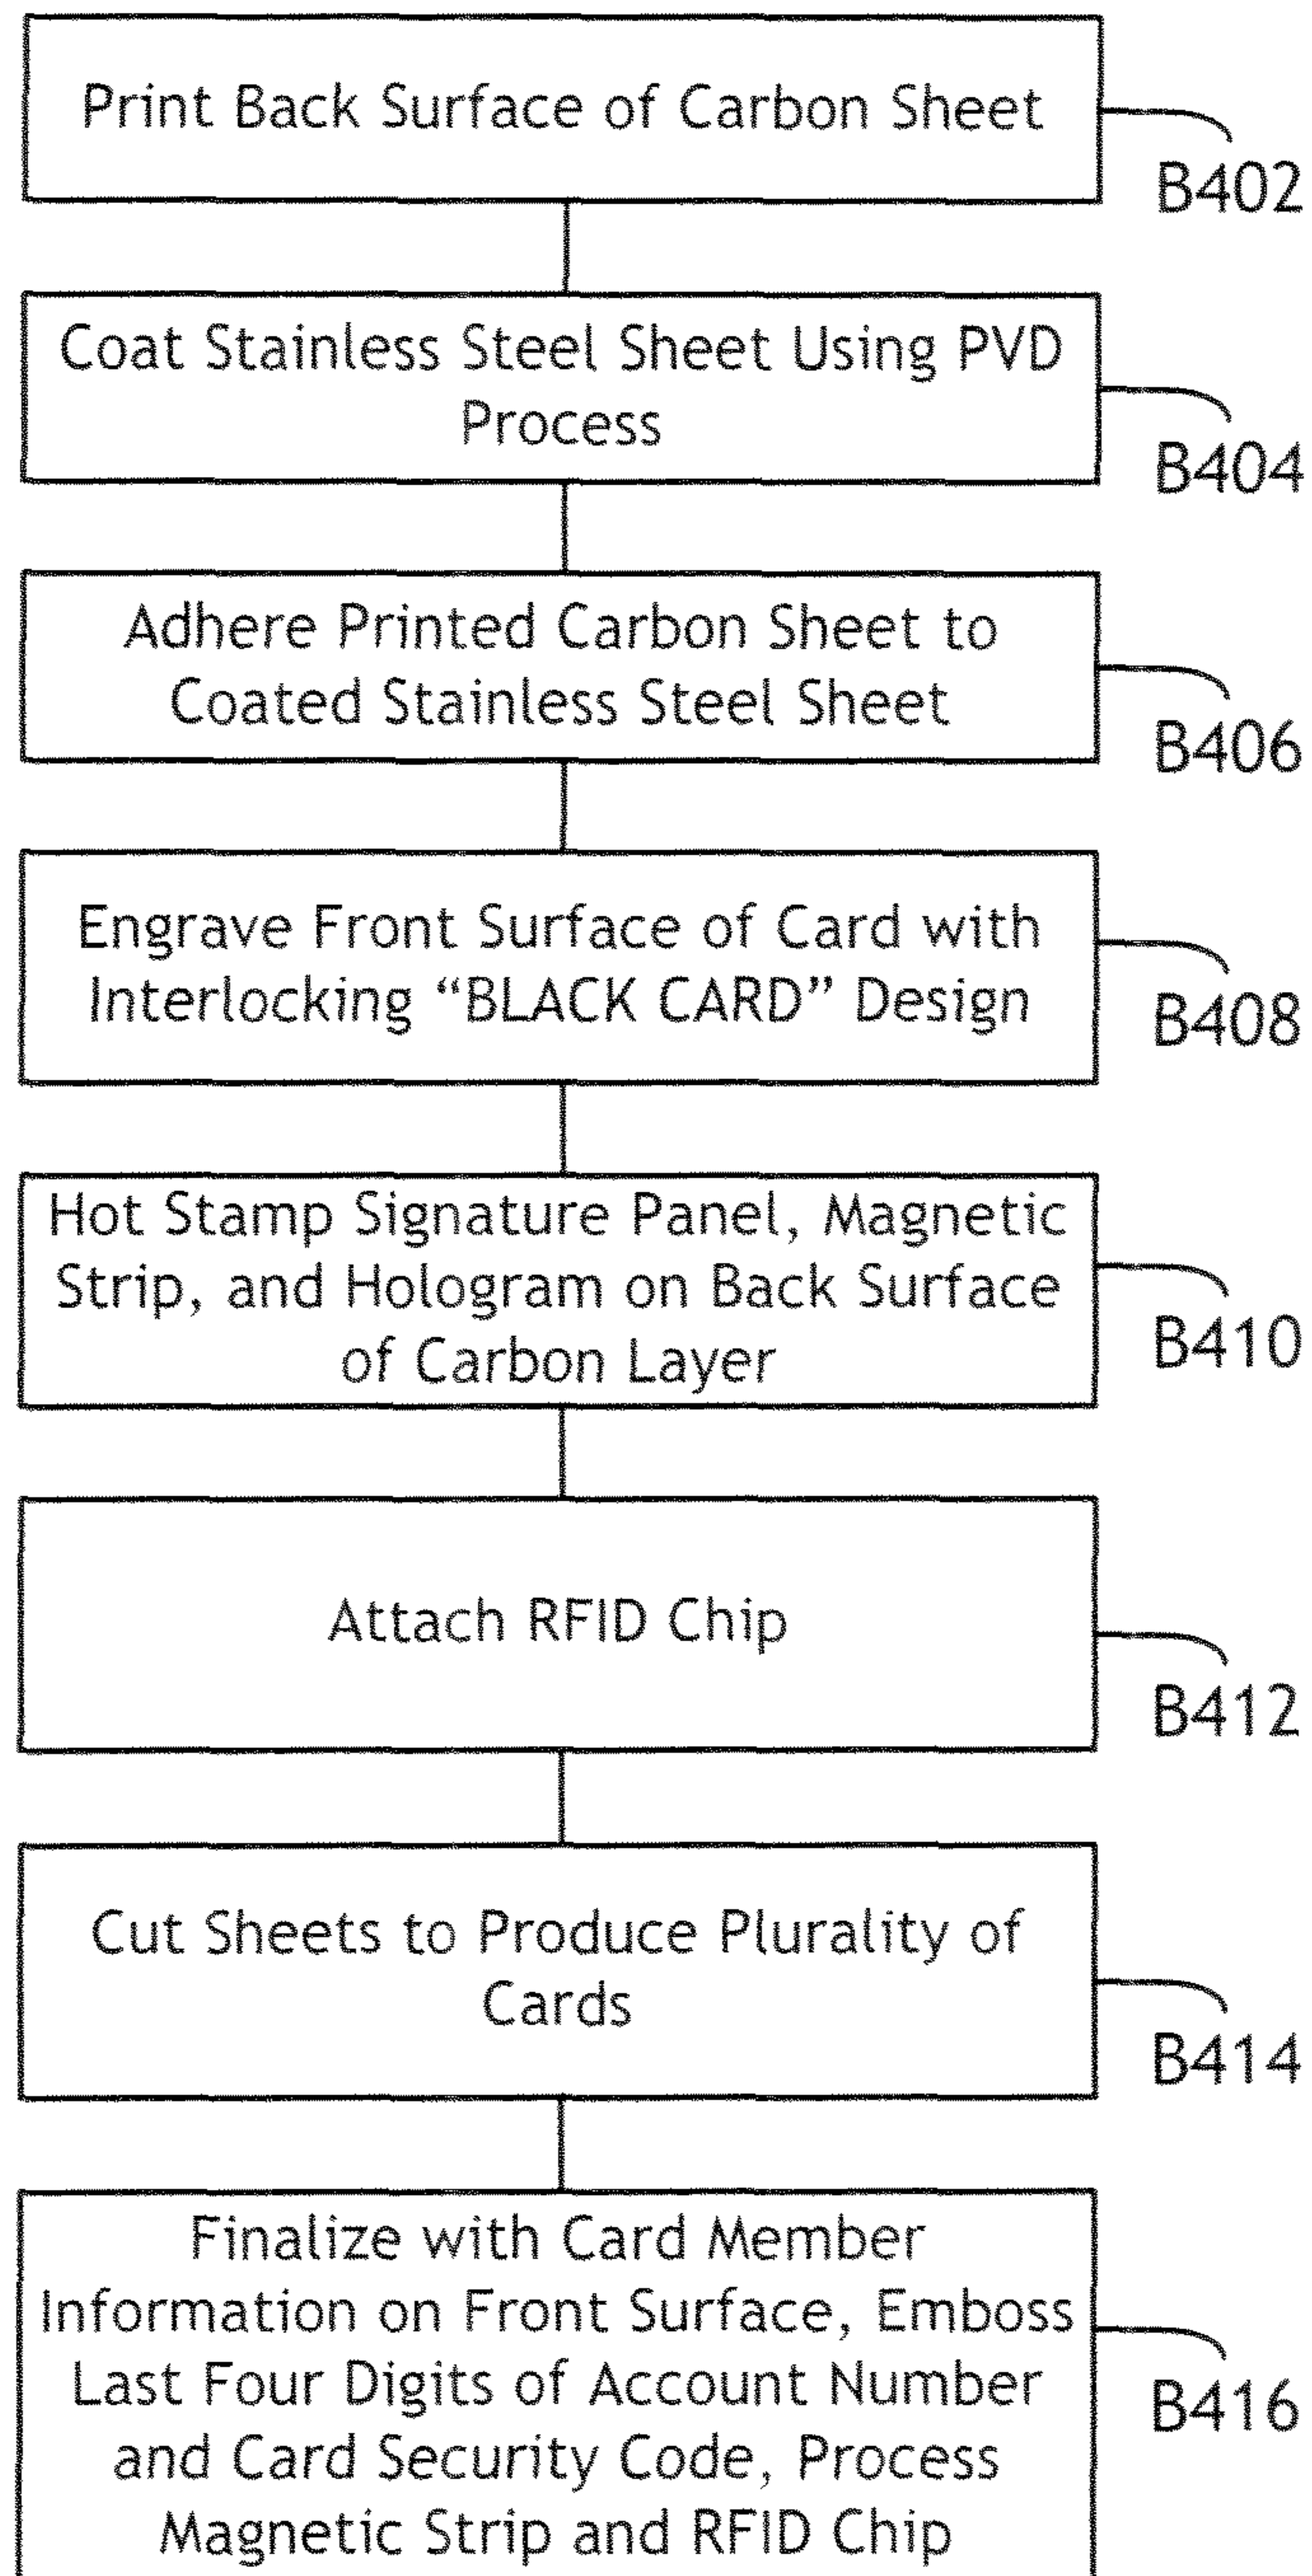 Print Back Surface of Carbon Sheet
B402
Coat Stainless Steel Sheet Using PVD
Process
B404
Adhere Printed Carbon Sheet to
Coated Stainless Steel Sheet
B406
Engrave Front Surface of Card with
Interlocking “BLACK CARD” Design
B408
Hot Stamp Signature Panel, Magnetic
Strip, and Hologram on Back Surface
of Carbon Layer
B410
Attach RFID Chip
B412
Cut Sheets to Produce Plurality of
Cards
B414
Finalize with Card Member
Information on Front Surface, Emboss
Last Four Digits of Account Number
and Card Security Code, Process
Magnetic Strip and RFID Chip
B416